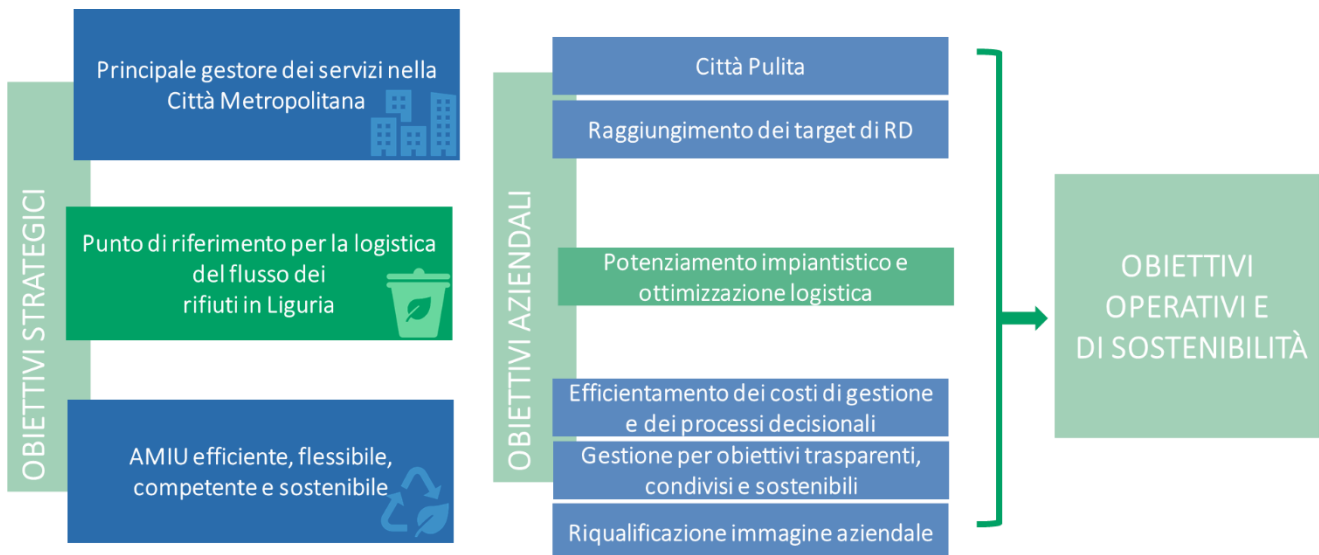 OBIETTIVI STRATEGICI
Principale gestore dei servizi nella
Città Metropolitana
Punto di riferimento per la logistica
del flusso dei
rifiuti in Liguria
AMIU efficiente, flessibile,
competente e sostenibile
OBIETTIVI AZIENDALI
Città Pulita
Raggiungimento dei target di RD
Potenziamento impiantistico e
ottimizzazione logistica
Efficientamento dei costi di gestione
e dei processi decisionali
Gestione per obiettivi trasparenti,
condivisi e sostenibili
Riqualificazione immagine aziendale
OBIETTIVI
OPERATIVI E
DI SOSTENIBILITÀ